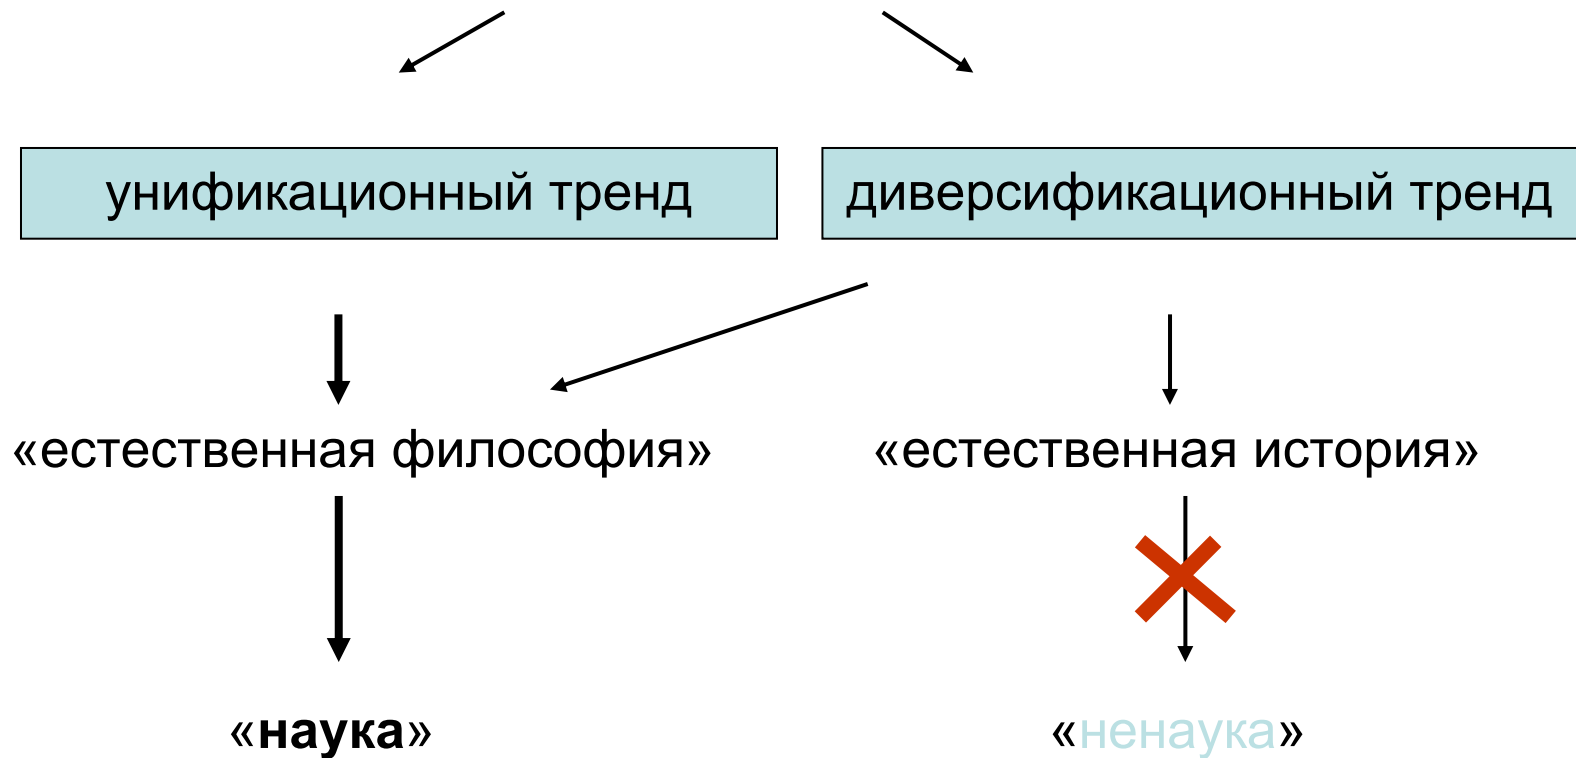 унификационный тренд
диверсификационный тренд
«естественная философия»
«естественная история»
«наука»
«ненаука»